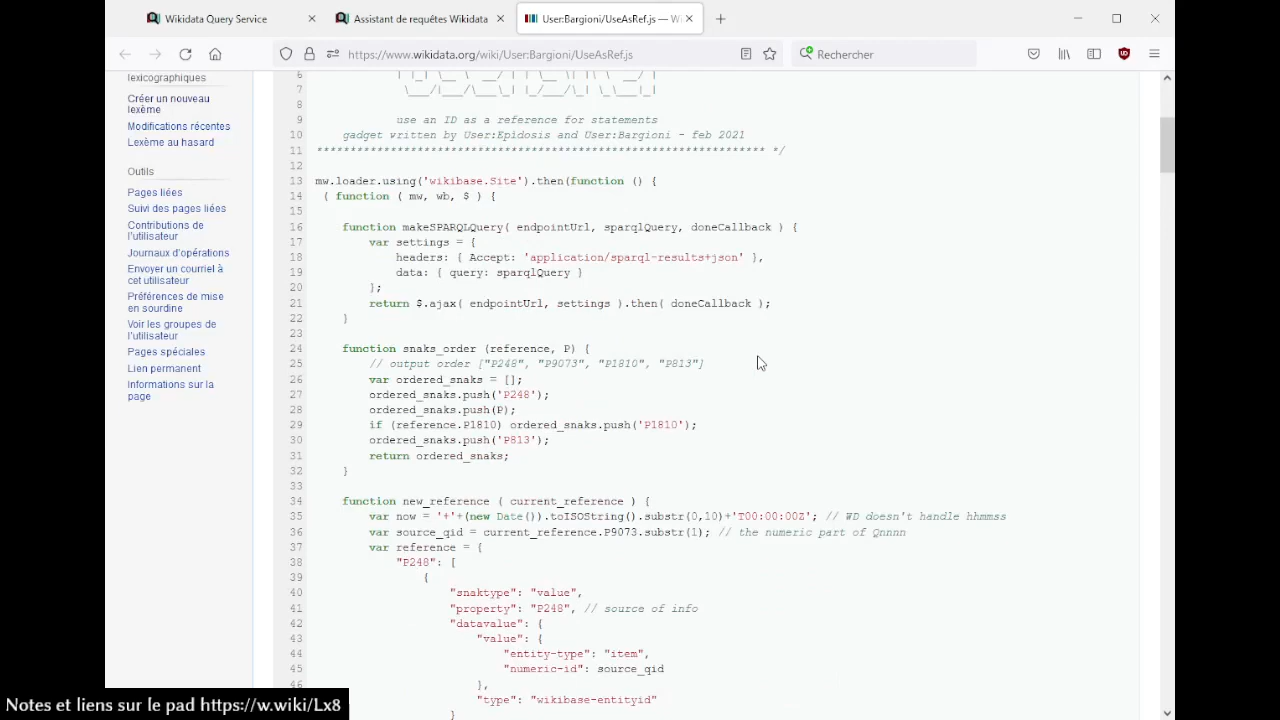 Wikidata Query Service
Assistant de requêtes Wikidata
User:Bargioni/UseAsRef.js — Wi
https://www.wikidata.org/wiki/User:Bargioni/UseAsRef.js
Rechercher
lexicographiques
Créer un nouveau
lexème
Modifications récentes
Lexème au hasard
Outils
Pages liées
Suivi des pages liées
Contributions de
l'utilisateur
Journaux d'opérations
Envoyer un courriel à
cet utilisateur
Préférences de mise
en sourdine
Voir les groupes de
l'utilisateur
Pages spéciales
Lien permanent
Informations sur la
page
6
7
8
9 use an ID as a reference for statements
10 gadget written by User:Epidosis and User:Bargioni - feb 2021
11 ******************************************************************* */
12
13 mw.loader.using('wikibase.Site').then(function () {
14 ( function ( mw, wb, $ ) {
15
16 function makeSPARQLQuery( endpointUrl, sparqlQuery, doneCallback ) {
17 var settings = {
18 headers: { Accept: 'application/sparql-results+json' },
19 data: { query: sparqlQuery }
20 };
21 return $.ajax( endpointUrl, settings ).then( doneCallback );
22 }
23
24 function snaks_order (reference, P) {
25 // output order ["P248", "P9073", "P1810", "P813"]
26 var ordered_snaks = [];
27 ordered_snaks.push('P248');
28 ordered_snaks.push(P);
29 if (reference.P1810) ordered_snaks.push('P1810');
30 ordered_snaks.push('P813');
31 return ordered_snaks;
32 }
33
34 function new_reference ( current_reference ) {
35 var now = '+'+(new Date()).toISOString().substr(0,10)+'T00:00:00Z'; // WD doesn't handle hhmmss
36 var source_qid = current_reference.P9073.substr(1); // the numeric part of Qnnnn
37 var reference = {
38 "P248": [
39 {
40 "snaktype": "value",
41 "property": "P248", // source of info
42 "datavalue": {
43 "value": {
44 "entity-type": "item",
45 "numeric-id": source_qid
46 },
"type": "wikibase-entityid"
}
Notes et liens sur le pad https://w.wiki/Lx8